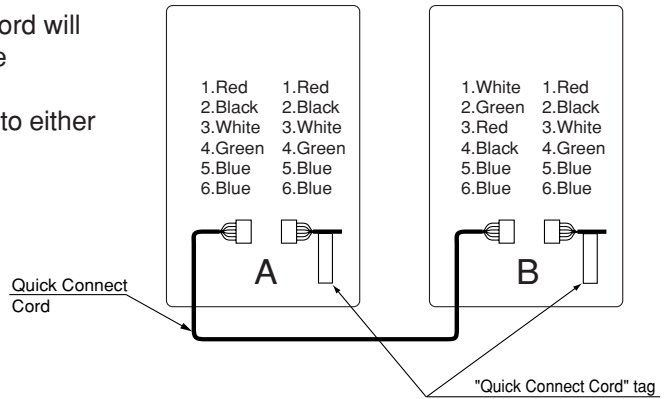 ord will
e
to either
1.Red 1.Red
2.Black 2.Black
3.White 3.White
4.Green 4.Green
5.Blue 5.Blue
6.Blue 6.Blue
1.White 1.Red
2.Green 2.Black
3.Red 3.White
4.Black 4.Green
5.Blue 5.Blue
6.Blue 6.Blue
A
B
Quick Connect
Cord
"Quick Connect Cord" tag